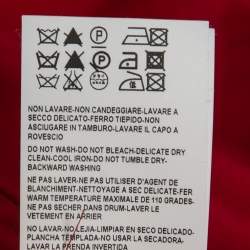 P P
P
NON LAVARE-NON CANDEGGIARE-LAVARE A
SECCO DELICATO-FERRO TIEPIDO-NON
ASCIUGARE IN TAMBURO-LAVARE IL CAPO A
ROVESCIO
DO NOT WASH-DO NOT BLEACH-DELICATE DRY
CLEAN-COOL IRON-DO NOT TUMBLE DRY-
BACKWARD WASHING
NE PAS LAVER-NE PAS UTILISER D'AGENT DE
BLANCHIMENT-NETTOYAGE A SEC DELICATE-FER
WARM TEMPERATURE MAXIMALE DE 110 GRADES-
NE PAS SECHER DANS DRUM-LAVER LE
VETEMENT EN ARRIER
NO LAVAR-NO LEJIA-LIMPIAR EN SECO DELICADO-
PLANCHA TEMPLADA-NO USAR LA SECADORA-
LAVAR LA PRENDA INVERTIDA